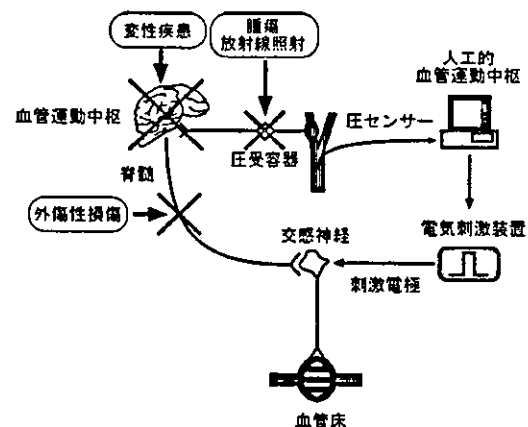 変性疾患
腫瘍
放射線照射
人工的
血管運動中枢
血管運動中枢
圧センサー
圧受容器
脊髄
外傷性損傷
交感神経
電気刺激装置
刺激電極
血管床